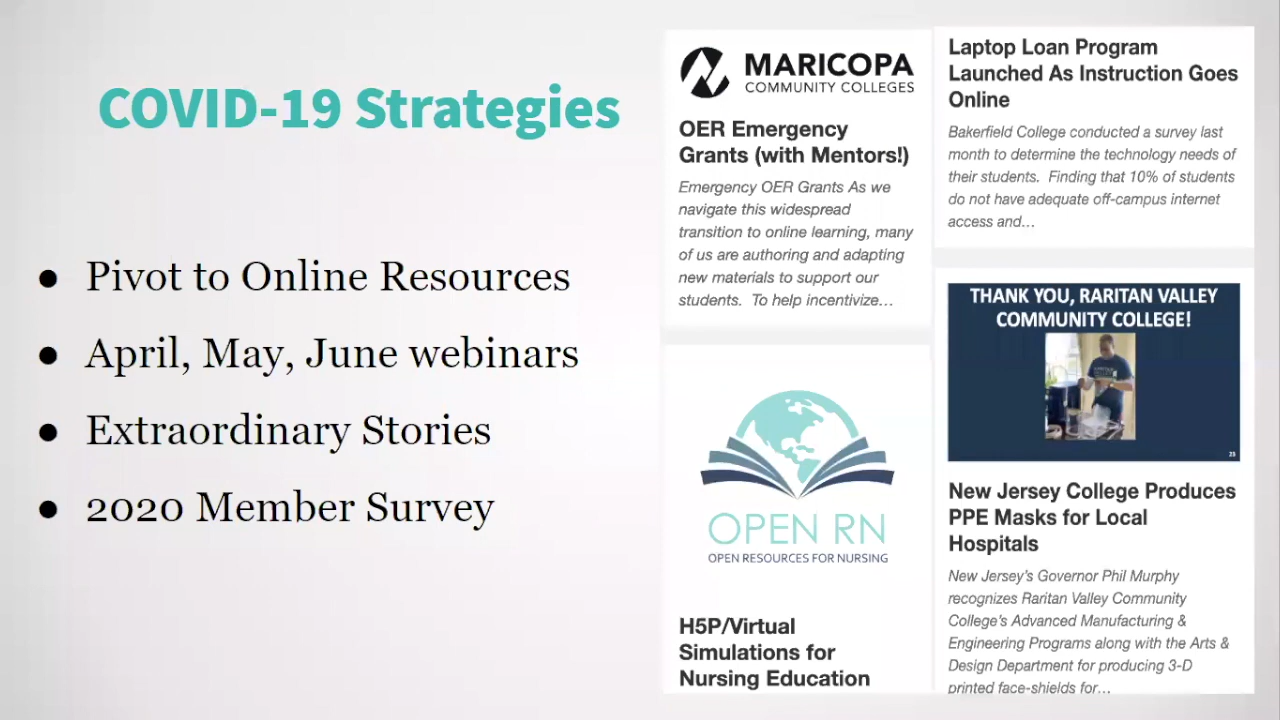 COVID-19 Strategies
● Pivot to Online Resources
● April, May, June webinars
● Extraordinary Stories
● 2020 Member Survey
MARICOPA
COMMUNITY COLLEGES
OER Emergency
Grants (with Mentors!)
Emergency OER Grants As we
navigate this widespread
transition to online learning, many
of us are authoring and adapting
new materials to support our
students. To help incentivize...
OPEN RN
OPEN RESOURCES FOR NURSING
H5P/Virtual
Simulations for
Nursing Education
Laptop Loan Program
Launched As Instruction Goes
Online
Bakerfield College conducted a survey last
month to determine the technology needs of
their students. Finding that 10% of students
do not have adequate off-campus internet
access and...
THANK YOU, RARITAN VALLEY
COMMUNITY COLLEGE!
New Jersey College Produces
PPE Masks for Local
Hospitals
New Jersey's Governor Phil Murphy
recognizes Raritan Valley Community
College's Advanced Manufacturing &
Engineering Programs along with the Arts &
Design Department for producing 3-D
printed face-shields for...